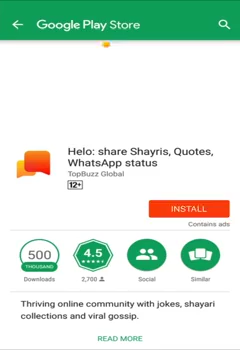 Google Play Store
Helo: share Shayris, Quotes,
WhatsApp status
TopBuzz Global
12+
INSTALL
Contains ads
500
THOUSAND
Downloads
4.5
2,700
Social
Similar
Thriving online community with jokes, shayari
collections and viral gossip.
READ MORE